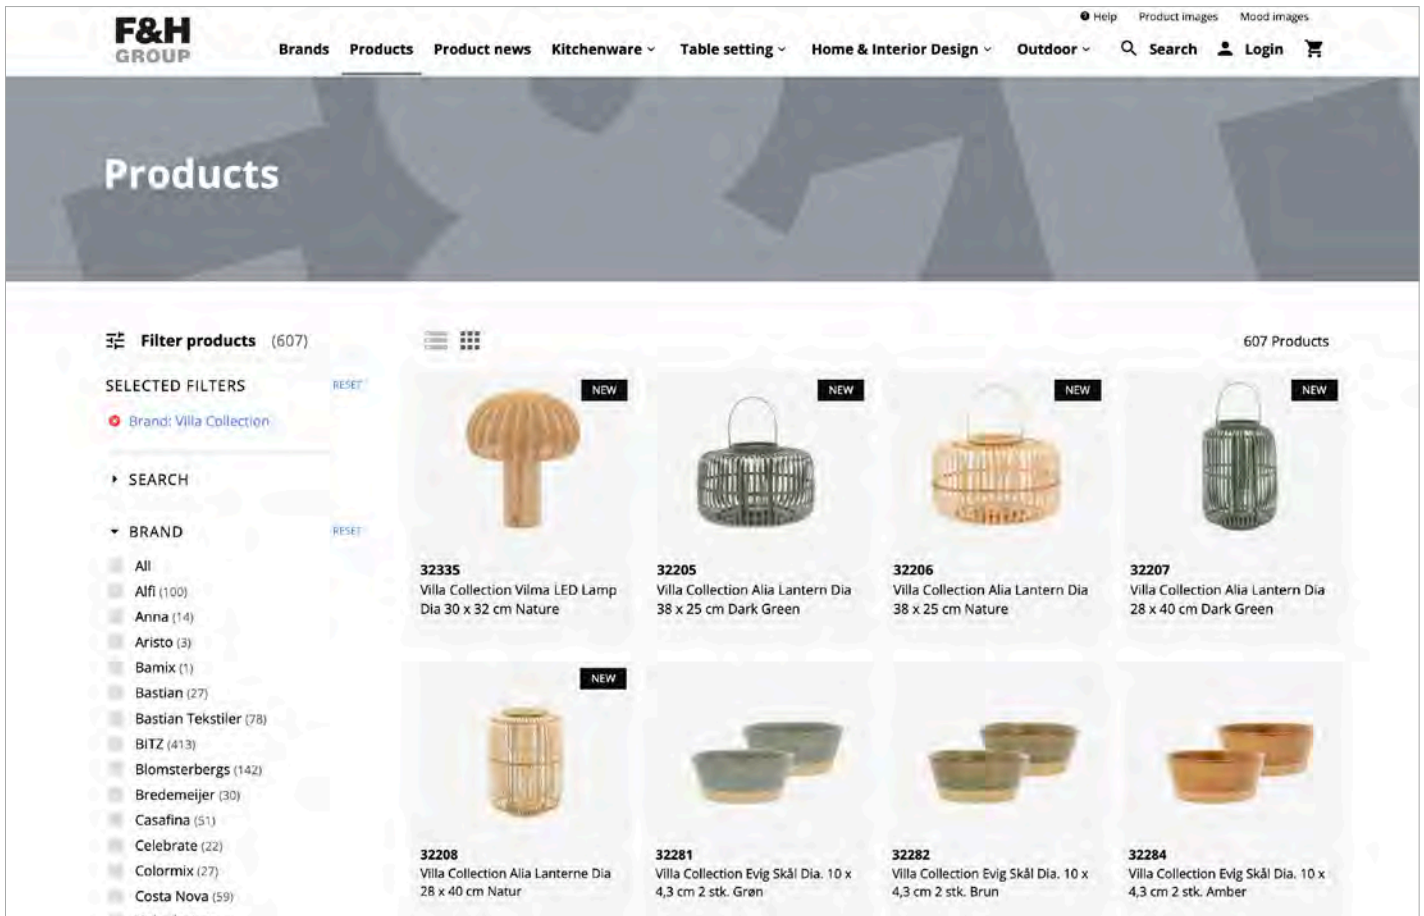 Help Product images Mood images
F&H
GROUP
Brands Products Product news Kitchenware Table setting Home & Interior Design Outdoor Search Login
Products
Filter products (607)
607 Products
SELECTED FILTERS RESET
Brand: Villa Collection
SEARCH
BRAND RESET
All
Alfi (100)
Anna (14)
Aristo (3)
Bamix (1)
Bastian (27)
Bastian Tekstiler (78)
BITZ (413)
Blomsterbergs (142)
Bredemeijer (30)
Casafina (51)
Celebrate (22)
Colormix (27)
Costa Nova (59)
NEW
32335
Villa Collection Vilma LED Lamp
Dia 30 x 32 cm Nature
NEW
32205
Villa Collection Alia Lantern Dia
38 x 25 cm Dark Green
NEW
32206
Villa Collection Alia Lantern Dia
38 x 25 cm Nature
NEW
32207
Villa Collection Alia Lantern Dia
28 x 40 cm Dark Green
NEW
32208
Villa Collection Alia Lanterne Dia
28 x 40 cm Natur
32281
Villa Collection Evig Skål Dia. 10 x
4,3 cm 2 stk. Grøn
32282
Villa Collection Evig Skål Dia. 10 x
4,3 cm 2 stk. Brun
32284
Villa Collection Evig Skål Dia. 10 x
4,3 cm 2 stk. Amber